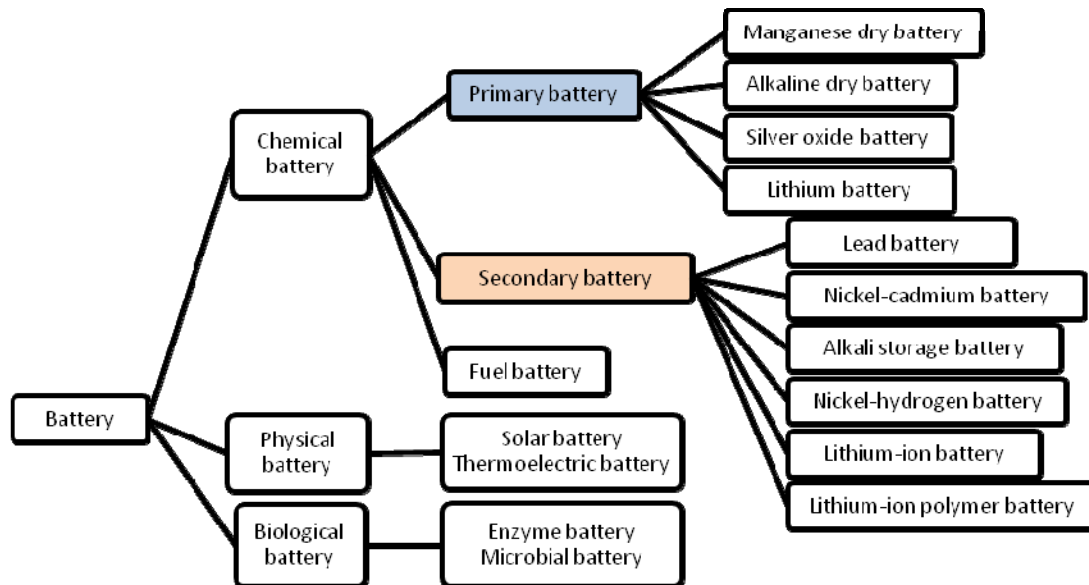 Manganese dry battery
Primary battery
Alkaline dry battery
Chemical
battery
Silver oxide battery
Lithium battery
Lead battery
Secondary battery
Nickel-cadmium battery
Alkali storage battery
Fuel battery
Nickel-hydrogen battery
Battery
Physical
battery
Solar battery
Thermoelectric battery
Lithium-ion battery
Lithium-ion polymer battery
Biological
battery
Enzyme battery
Microbial battery